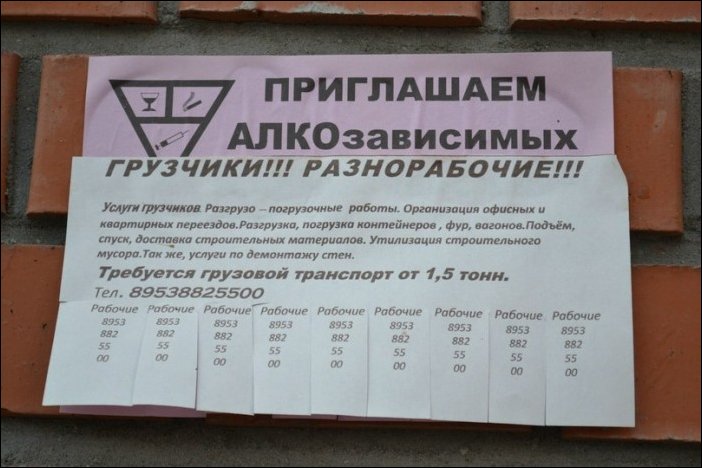 ПРИГЛАШАЕМ
АЛКОзависимых
ГРУЗЧИКИ!!! РАЗНОРАБОЧИЕ!!!
Услуги грузчиков. Разгрузо – погрузочные работы. Организация офисных и
квартирных переездов.Разгрузка, погрузка контейнеров , фур, вагонов.Подъём,
спуск, доставка строительных материалов. Утилизация строительного
мусора.Так же, услуги по демонтажу стен.
Требуется грузовой транспорт от 1,5 тонн.
Тел. 89538825500
Рабочие Рабочие Рабочие Рабочие Рабочие Рабочие Рабочие Рабочие Рабочие
8953 8953 8953 8953 8953 8953 8953 8953 8953
882 882 882 882 882 882 882 882 882
55 55 55 55 55 55 55 55 55
00 00 00 00 00 00 00 00 00